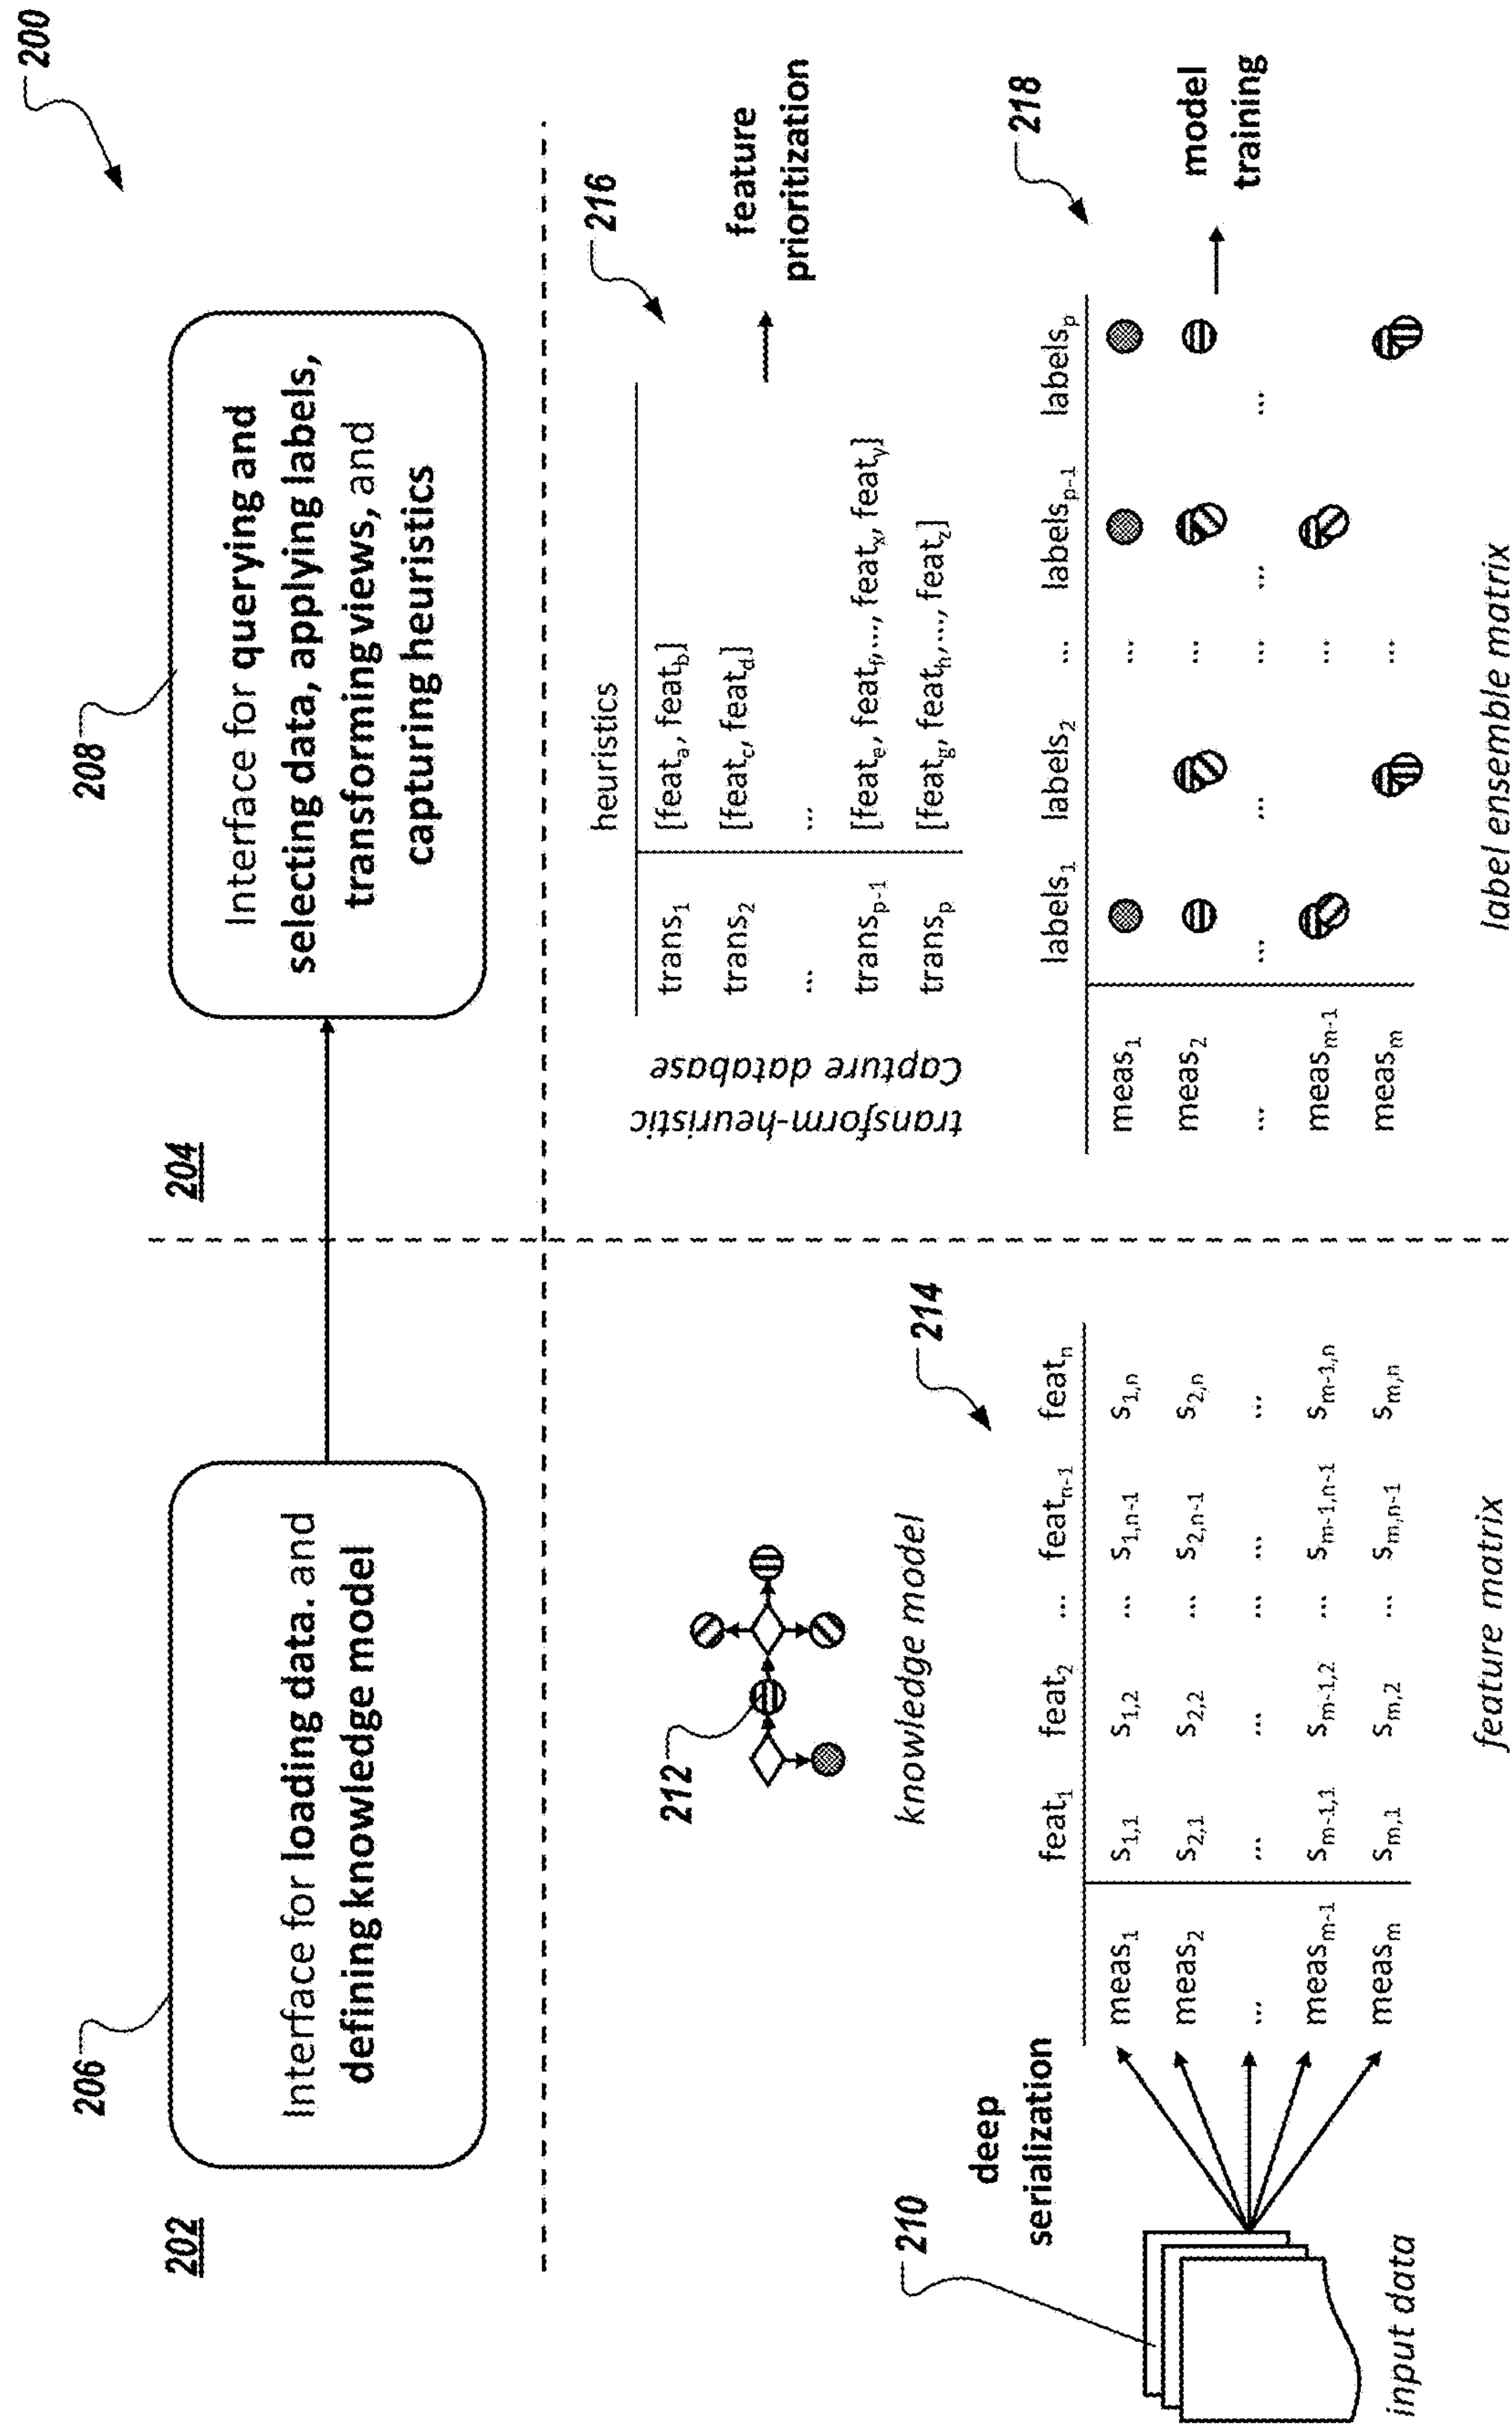 200
202
204
206
208
Interface for loading data. and
defining knowledge model
Interface for querying and
selecting data, applying labels,
transforming views, and
capturing heuristics
212
knowledge model
214
210
deep
serialization
input data
feat1 feat2 ... featn-1 featn
meas1 s1,1 s1,2 ... s1,n-1 s1,n
meas2 s2,1 s2,2 ... s2,n-1 s2,n
... ... ... ... ... ...
measm-1 sm-1,1 sm-1,2 ... sm-1,n-1 sm-1,n
measm sm,1 sm,2 ... sm,n-1 sm,n
feature matrix
transform-heuristic
Capture database
216
heuristics
trans1 [feata, featb]
trans2 [featc, featd]
... ...
transp-1 [feate, featf,..., featx, featy]
transp [featg, feath,..., featz]
feature
prioritization
218
labels1 labels2 ... labelsp-1 labelsp
meas1 ...
meas2 ...
... ... ... ... ... ...
measm-1 ...
measm ...
model
training
label ensemble matrix